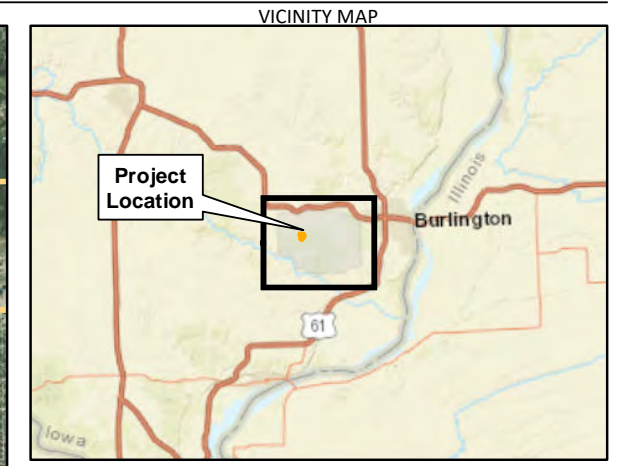 VICINITY MAP
Project
Location
Illinois
Burlington
61
Iowa